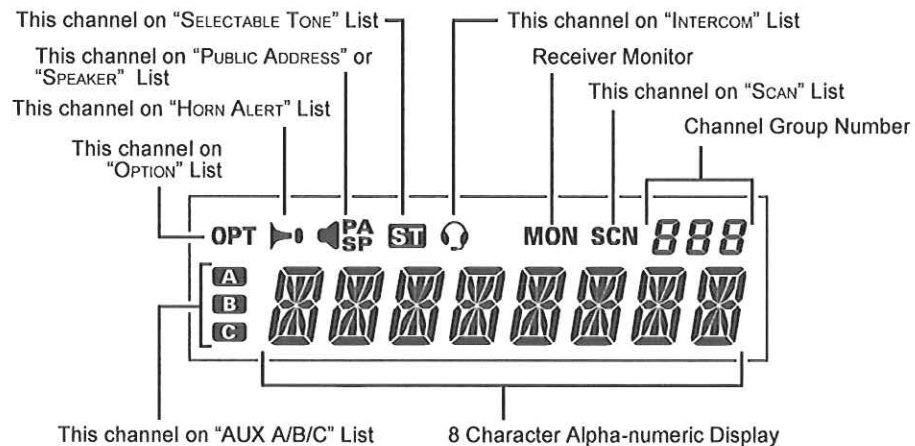 This channel on “SELECTABLE TONE” List
This channel on “INTERCOM” List
This channel on “PUBLIC ADDRESS” or
“SPEAKER” List
Receiver Monitor
This channel on “SCAN” List
This channel on “HORN ALERT” List
Channel Group Number
This channel on
“OPTION” List
OPT PA SP ST MON SCN 888
A
B
C
This channel on “AUX A/B/C” List
8 Character Alpha-numeric Display